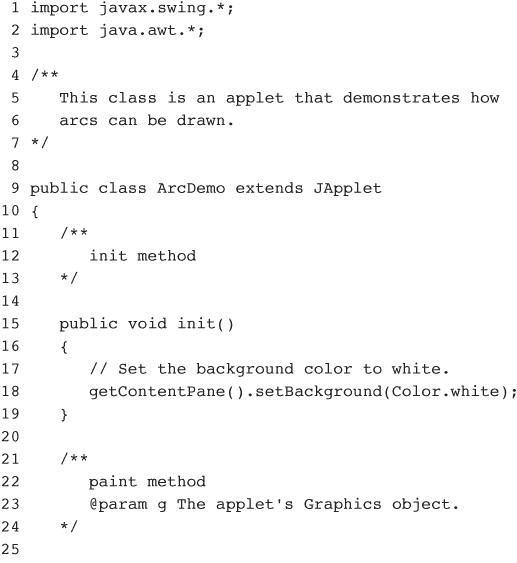 1 import javax.swing.*;
2 import java.awt.*;
3
4 /**
5    This class is an applet that demonstrates how
6    arcs can be drawn.
7 */
8
9 public class ArcDemo extends JApplet
10 {
11    /**
12       init method
13    */
14
15    public void init()
16    {
17       // Set the background color to white.
18       getContentPane().setBackground(Color.white);
19    }
20
21    /**
22       paint method
23       @param g The applet's Graphics object.
24    */
25